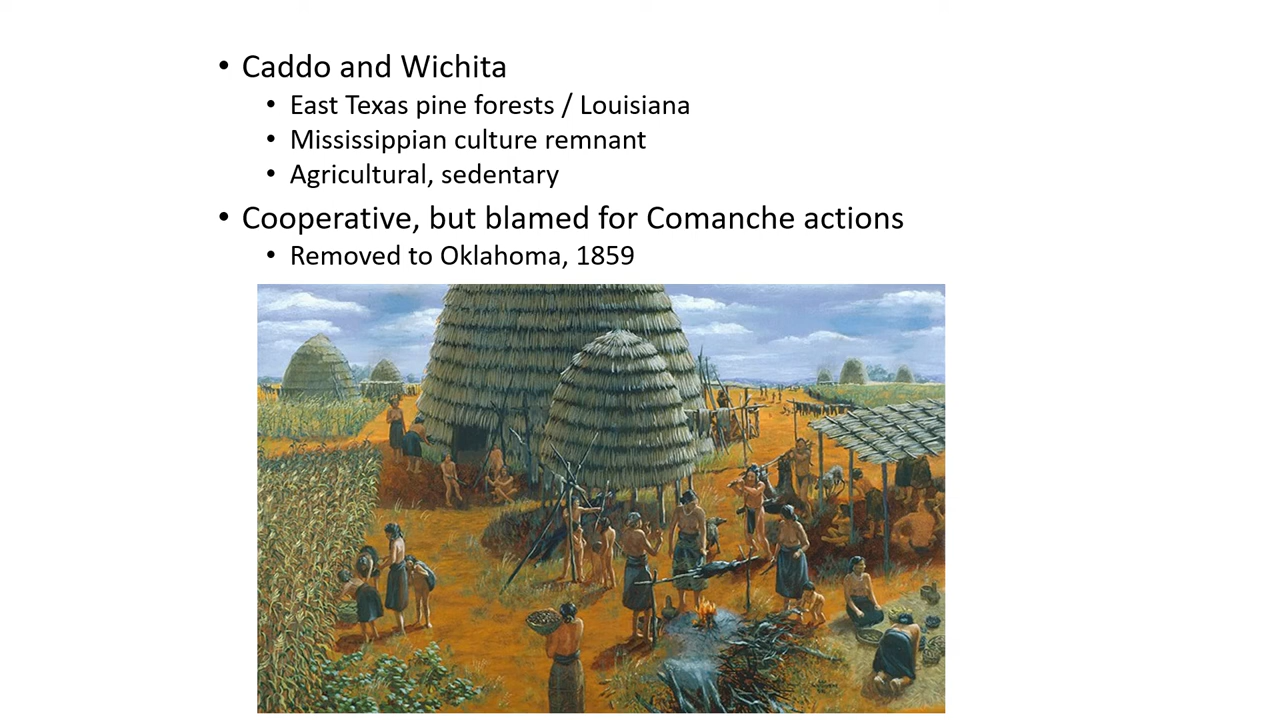 • Caddo and Wichita
• East Texas pine forests / Louisiana
• Mississippian culture remnant
• Agricultural, sedentary
• Cooperative, but blamed for Comanche actions
• Removed to Oklahoma, 1859